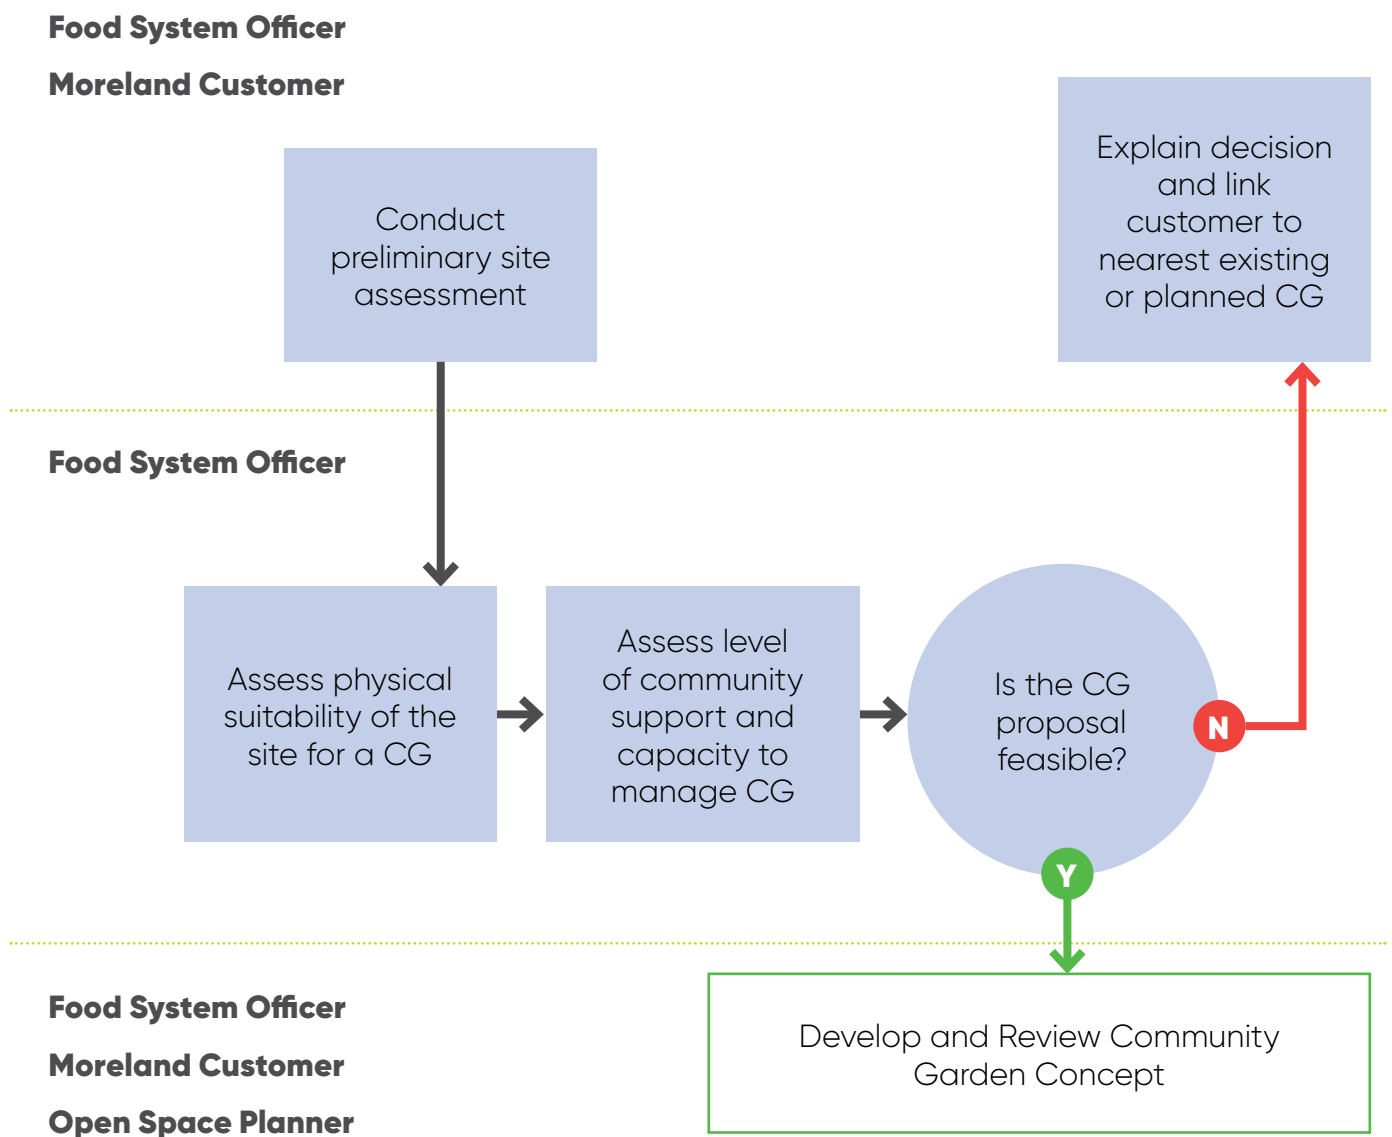 Food System Officer
Moreland Customer
Conduct
preliminary site
assessment
Explain decision
and link
customer to
nearest existing
or planned CG
Food System Officer
Assess physical
suitability of the
site for a CG
Assess level
of community
support and
capacity to
manage CG
Is the CG
proposal
feasible?
N
Y
Food System Officer
Moreland Customer
Open Space Planner
Develop and Review Community
Garden Concept